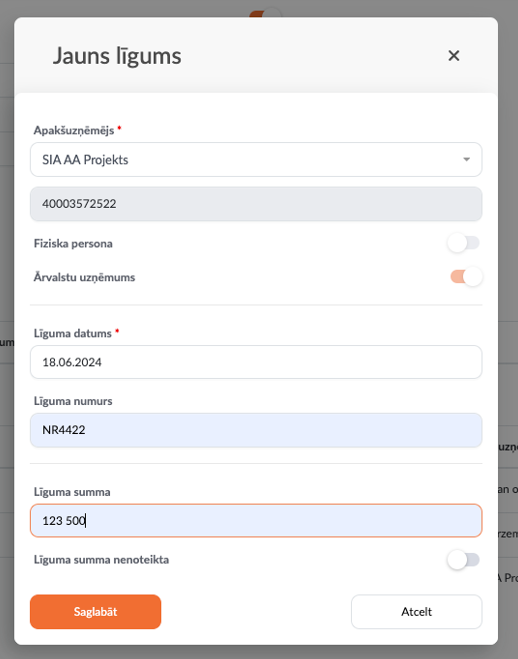 Jauns līgums
Apakšuzņēmējs *
SIA AA Projekts
40003572522
Fiziska persona
Ārvalstu uzņēmums
Līguma datums *
18.06.2024
Līguma numurs
NR4422
Līguma summa
123 500
Līguma summa nenoteikta
Saglabāt
Atcelt